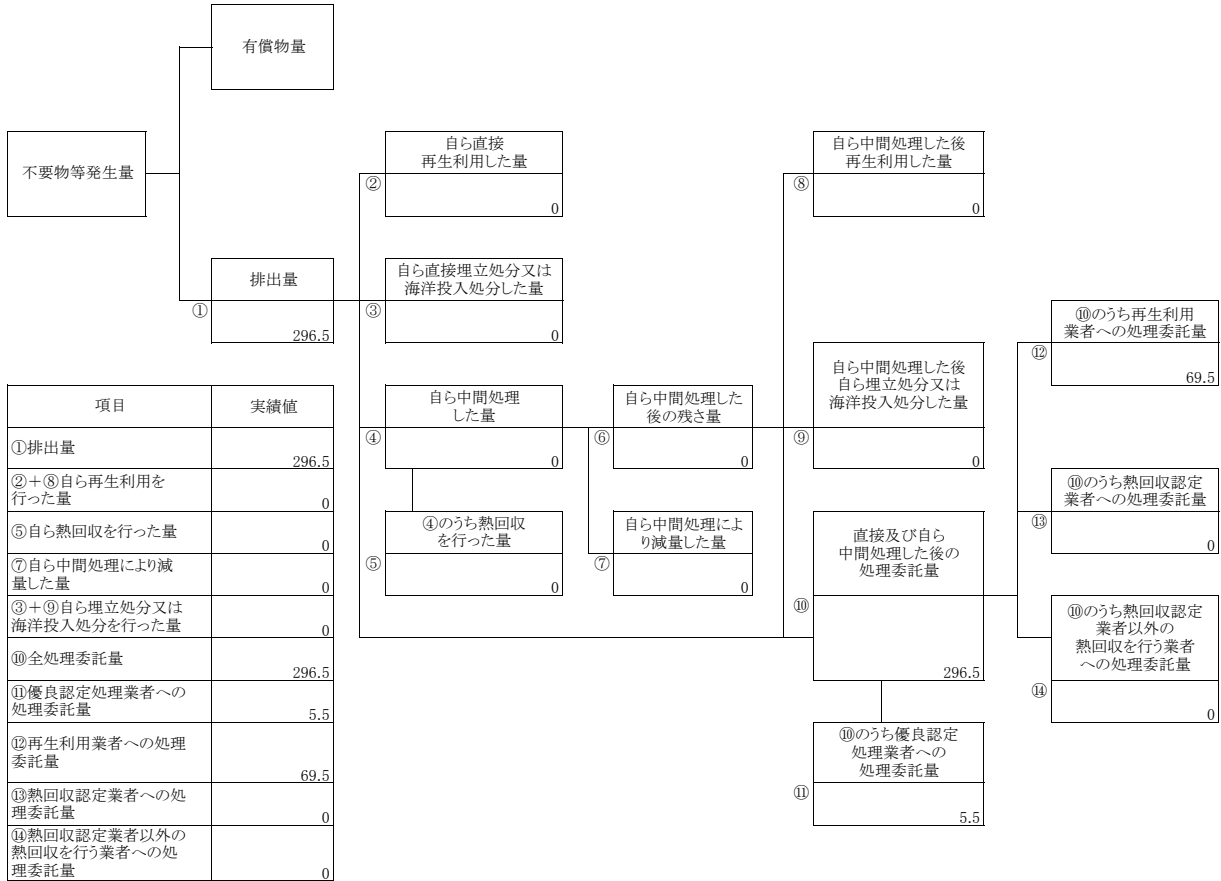 有償物量
不要物等発生量
自ら直接
再生利用した量
②
0
自ら中間処理した後
再生利用した量
⑧
0
排出量
①
296.5
自ら直接埋立処分又は
海洋投入処分した量
③
0
⑩のうち再生利用
業者への処理委託量
⑫
69.5
自ら中間処理
した量
④
0
自ら中間処理した
後の残さ量
⑥
0
自ら中間処理した後
自ら埋立処分又は
海洋投入処分した量
⑨
0
⑩のうち熱回収認定
業者への処理委託量
⑬
0
④のうち熱回収
を行った量
⑤
0
自ら中間処理によ
り減量した量
⑦
0
直接及び自ら
中間処理した後の
処理委託量
⑩
296.5
⑩のうち熱回収認定
業者以外の
熱回収を行う業者
への処理委託量
⑭
0
⑩のうち優良認定
処理業者への
処理委託量
⑪
5.5
項目 実績値
①排出量
296.5
②+⑧自ら再生利用を
行った量
0
⑤自ら熱回収を行った量
0
⑦自ら中間処理により減
量した量
0
③+⑨自ら埋立処分又は
海洋投入処分を行った量
0
⑩全処理委託量
296.5
⑪優良認定処理業者への
処理委託量
5.5
⑫再生利用業者への処理
委託量
69.5
⑬熱回収認定業者への処
理委託量
0
⑭熱回収認定業者以外の
熱回収を行う業者への処
理委託量
0